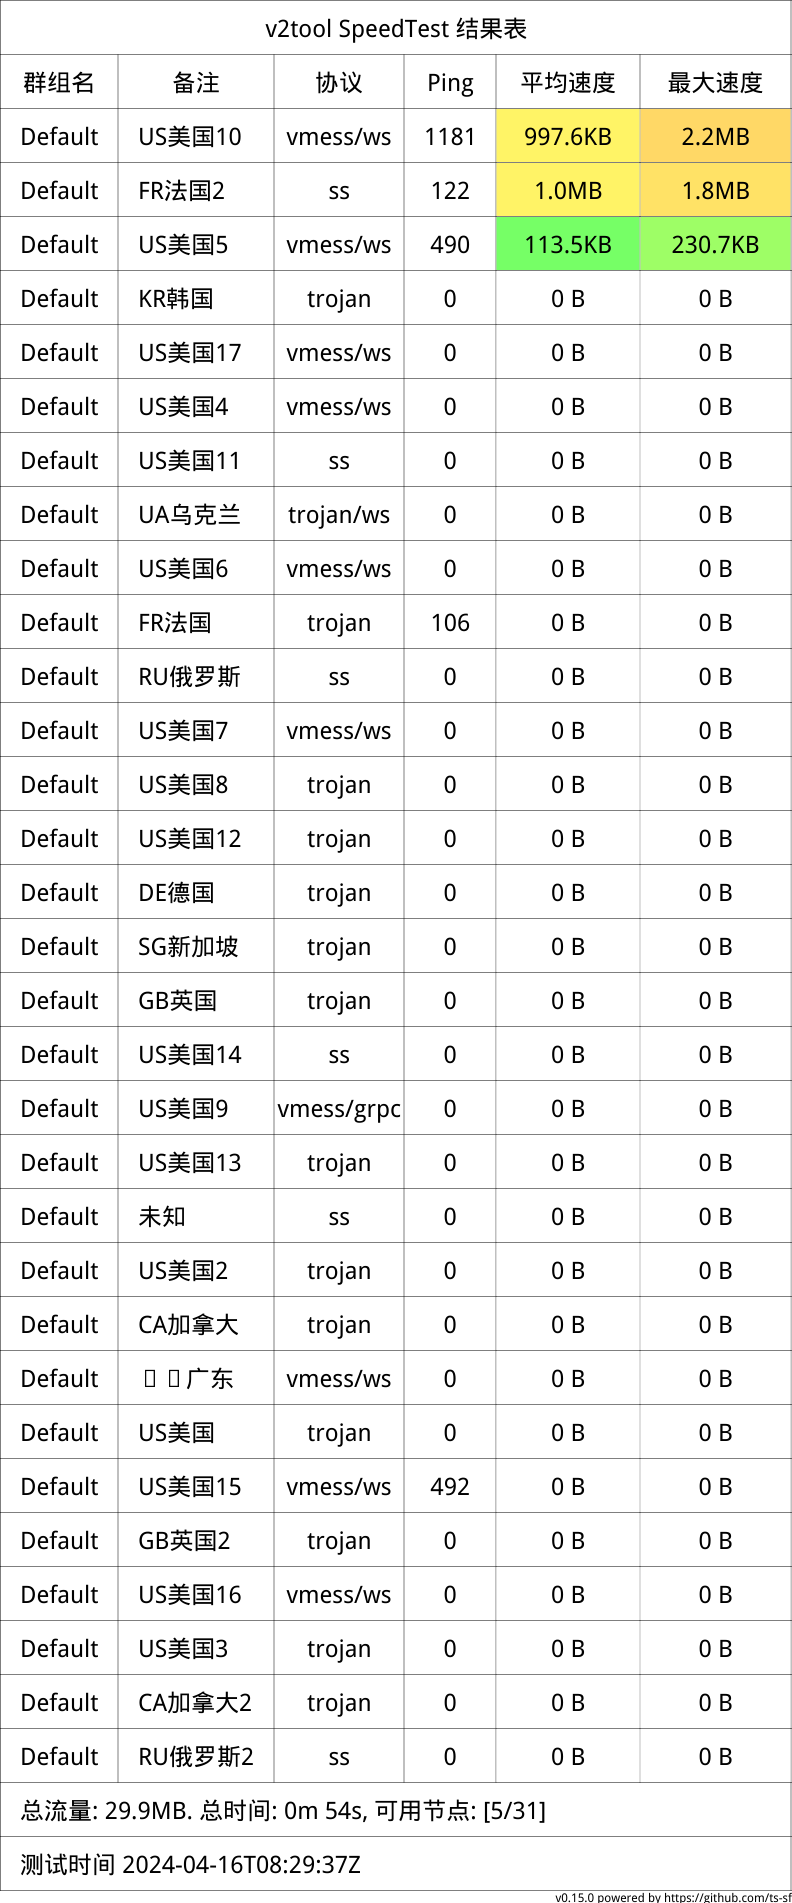 v2tool SpeedTest 结果表
群组名 备注 协议 Ping 平均速度 最大速度
Default US美国10 vmess/ws 1181 997.6KB 2.2MB
Default FR法国2 ss 122 1.0MB 1.8MB
Default US美国5 vmess/ws 490 113.5KB 230.7KB
Default KR韩国 trojan 0 0 B 0 B
Default US美国17 vmess/ws 0 0 B 0 B
Default US美国4 vmess/ws 0 0 B 0 B
Default US美国11 ss 0 0 B 0 B
Default UA乌克兰 trojan/ws 0 0 B 0 B
Default US美国6 vmess/ws 0 0 B 0 B
Default FR法国 trojan 106 0 B 0 B
Default RU俄罗斯 ss 0 0 B 0 B
Default US美国7 vmess/ws 0 0 B 0 B
Default US美国8 trojan 0 0 B 0 B
Default US美国12 trojan 0 0 B 0 B
Default DE德国 trojan 0 0 B 0 B
Default SG新加坡 trojan 0 0 B 0 B
Default GB英国 trojan 0 0 B 0 B
Default US美国14 ss 0 0 B 0 B
Default US美国9 vmess/grpc 0 0 B 0 B
Default US美国13 trojan 0 0 B 0 B
Default 未知 ss 0 0 B 0 B
Default US美国2 trojan 0 0 B 0 B
Default CA加拿大 trojan 0 0 B 0 B
Default 广东 vmess/ws 0 0 B 0 B
Default US美国 trojan 0 0 B 0 B
Default US美国15 vmess/ws 492 0 B 0 B
Default GB英国2 trojan 0 0 B 0 B
Default US美国16 vmess/ws 0 0 B 0 B
Default US美国3 trojan 0 0 B 0 B
Default CA加拿大2 trojan 0 0 B 0 B
Default RU俄罗斯2 ss 0 0 B 0 B
总流量: 29.9MB. 总时间: 0m 54s, 可用节点: [5/31]
测试时间 2024-04-16T08:29:37Z
v0.15.0 powered by https://github.com/ts-sf